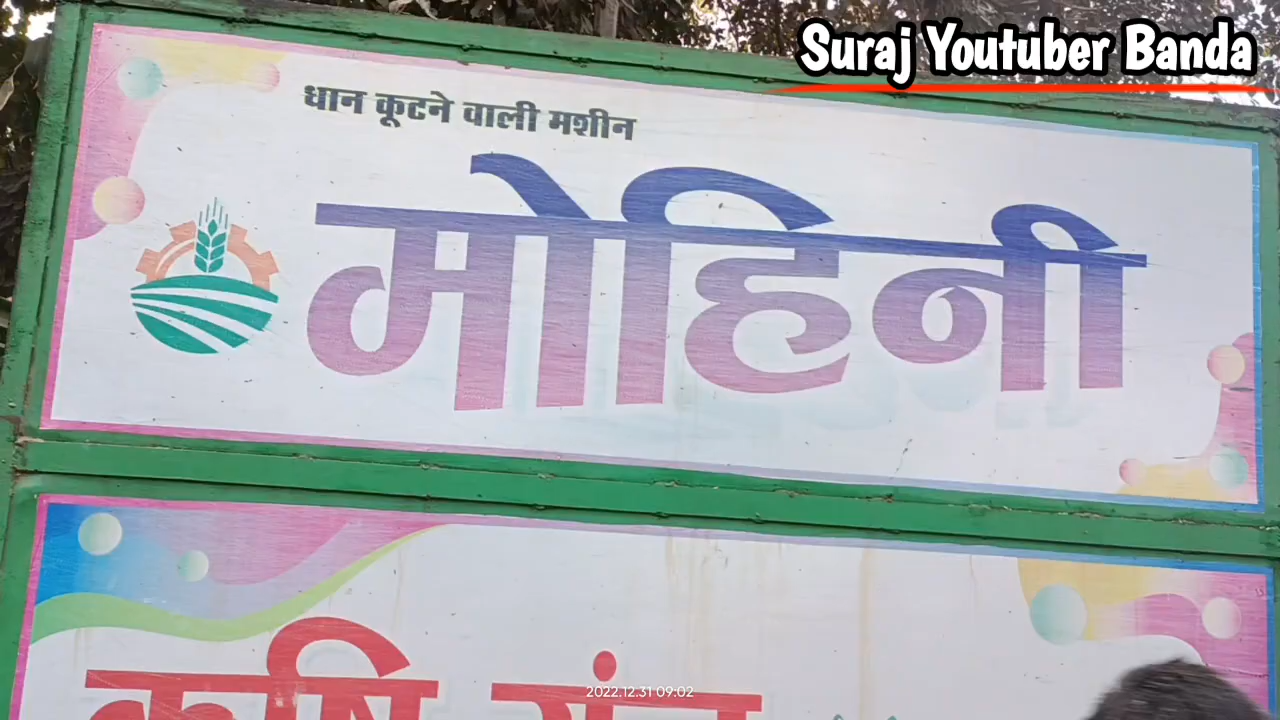 Suraj Youtuber Banda
धान कूटने वाली मशीन
मोहिनी
कृषि यंत्र
2022.12.31 09:02